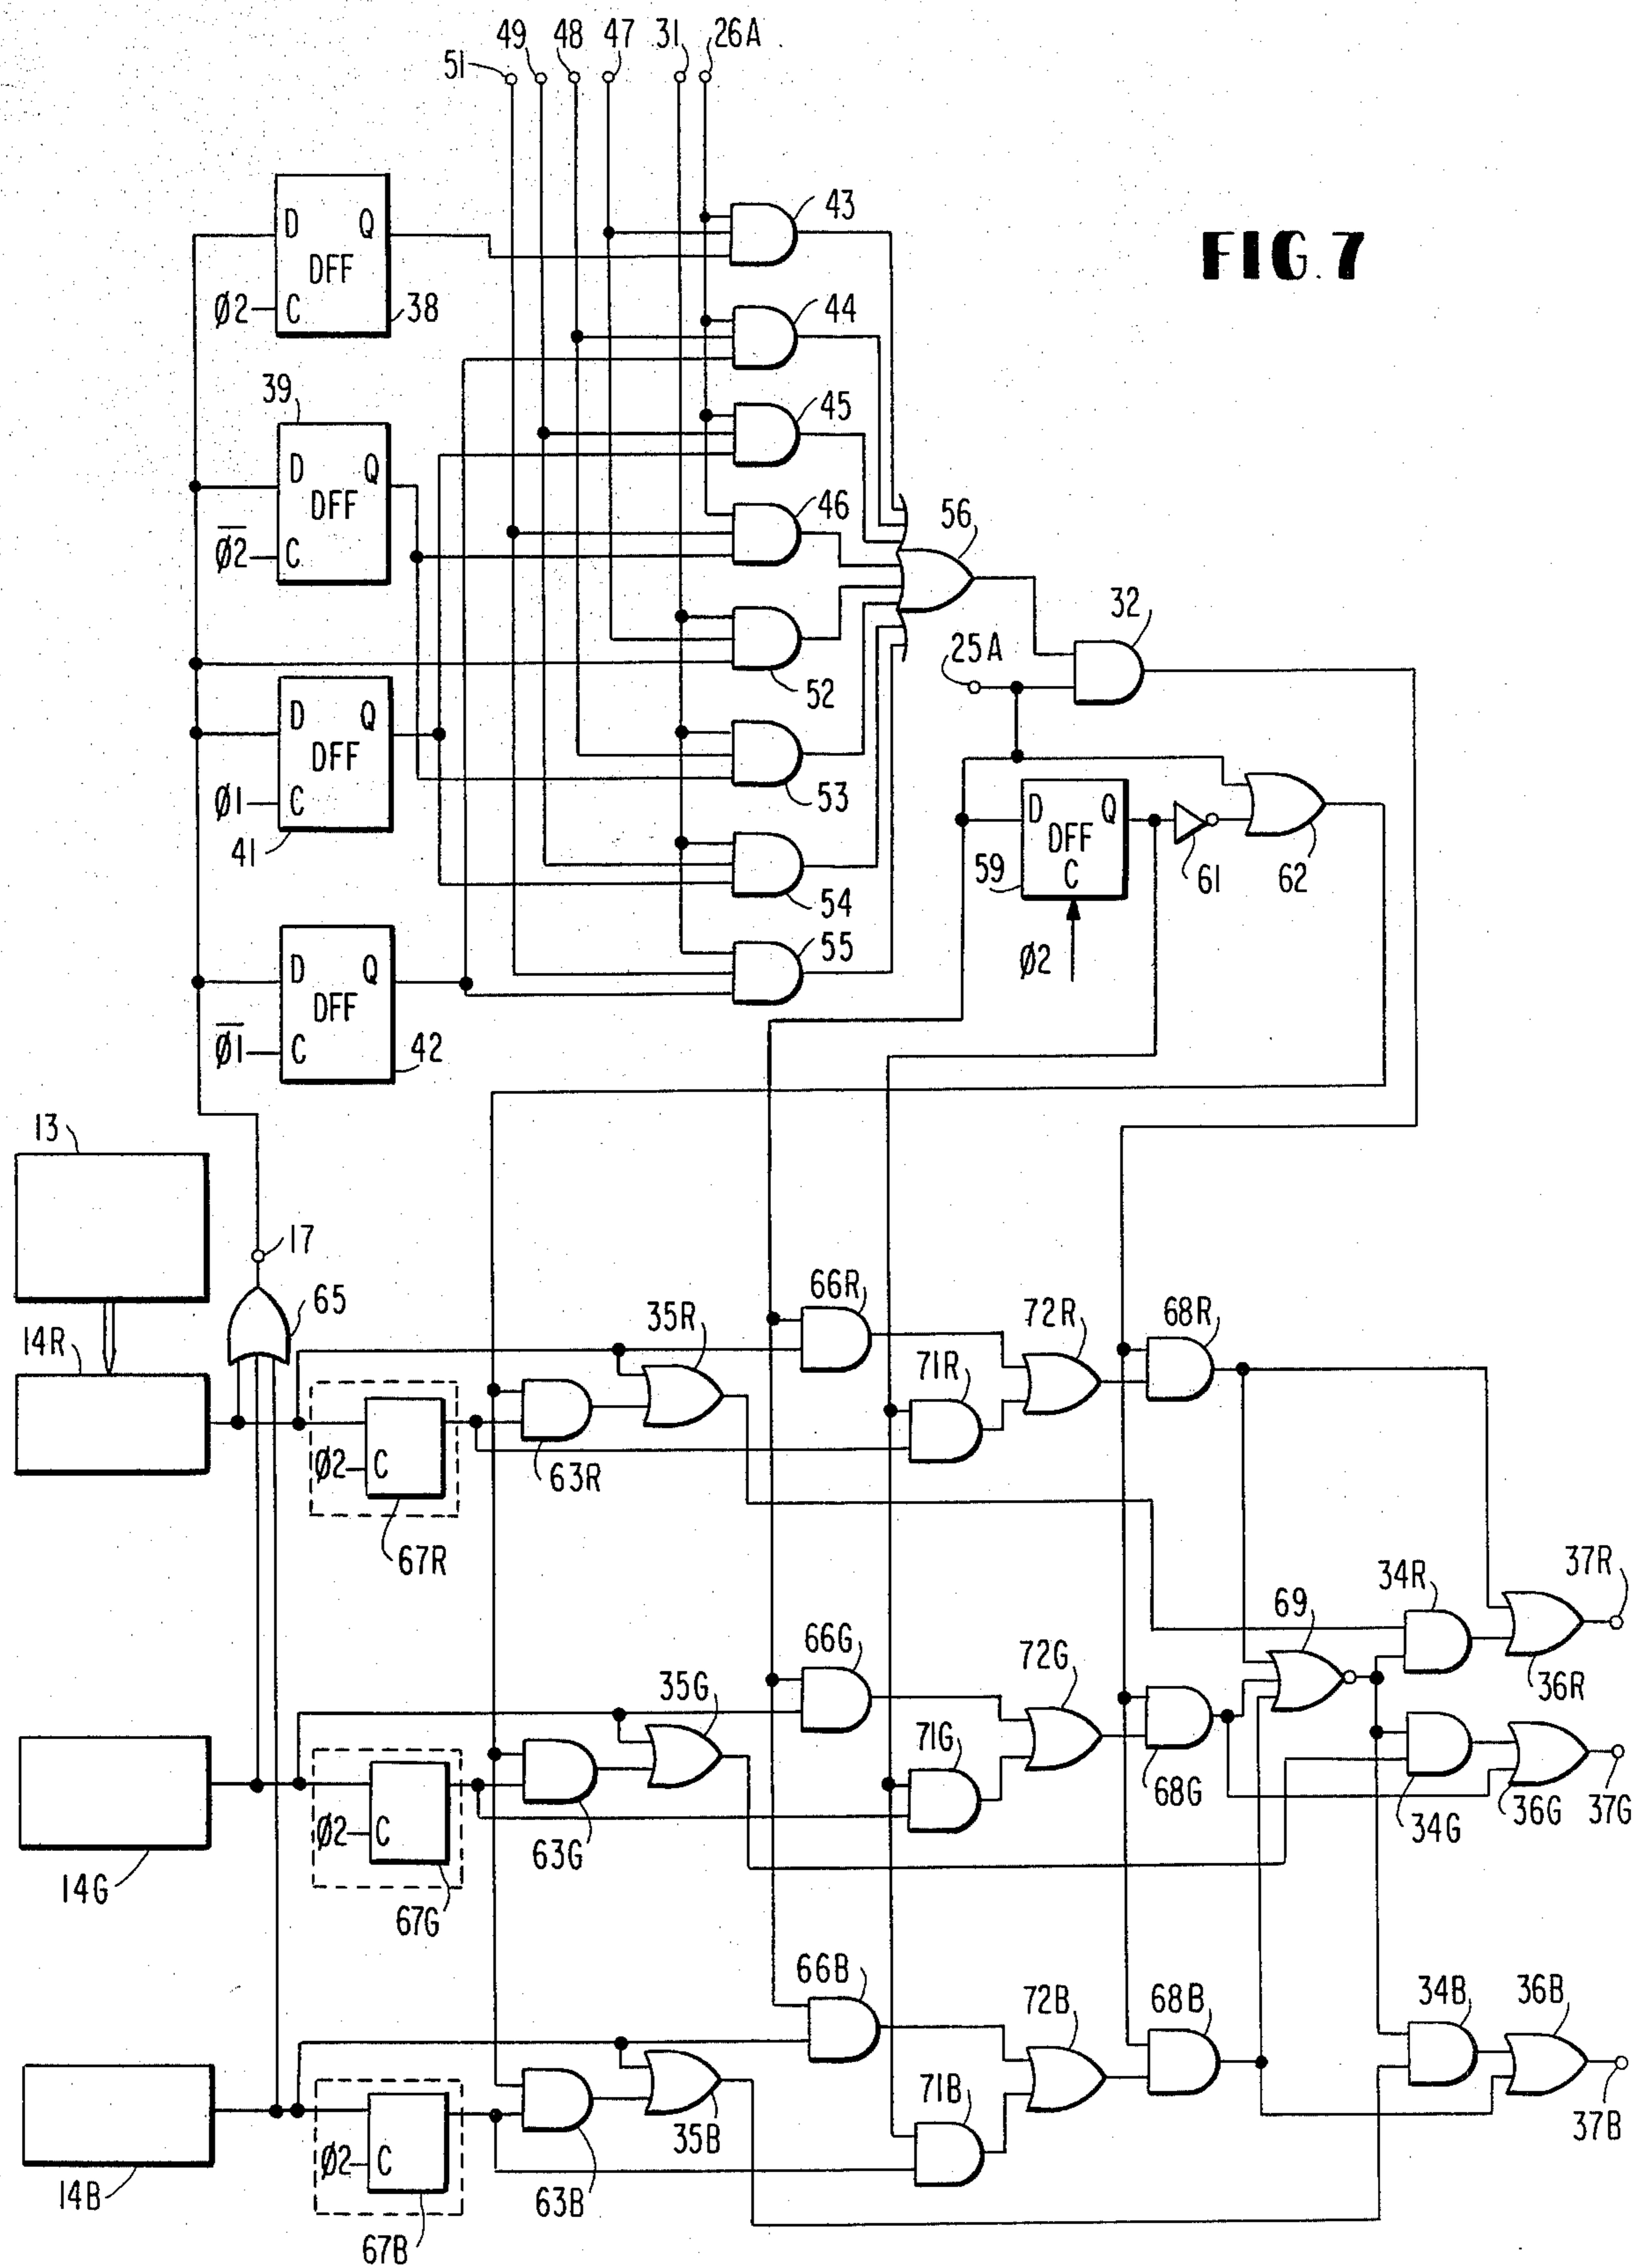 49 48 47 31 26A
51
43
FIG. 7
D Q
DFF
Ø2 C 38
44
39
45
D Q
DFF
Ø2̅ C
46
56
32
25A
52
D Q
DFF
Ø1 C
41
53
D Q
DFF
C
59 61 62
Ø2
54
55
D Q
DFF
Ø1̅ C 42
13
17
65
14R
35R
66R
72R
68R
71R
Ø2 C
63R
67R
37R
34R
69
36R
66G
72G
35G
71G
68G
36G 37G
34G
Ø2 C
63G
14G
67G
66B
72B 68B 34B 36B
71B
35B
37B
Ø2 C
14B
63B
67B